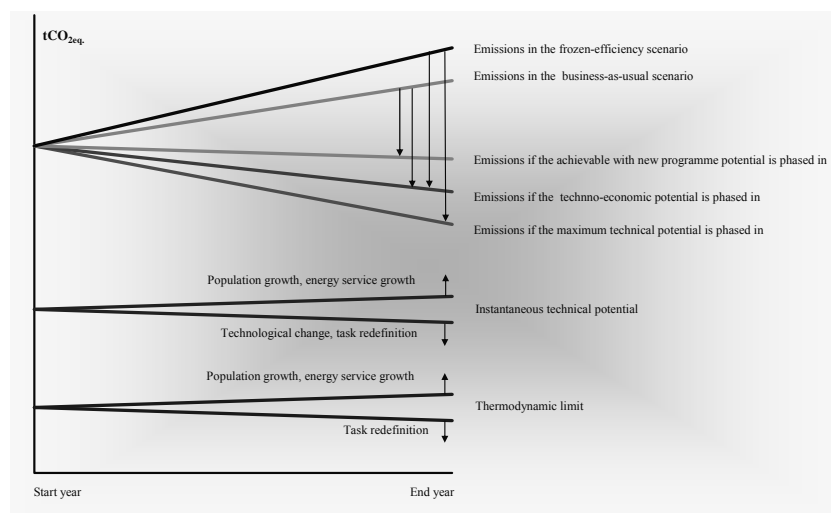 tCO2eq.
Emissions in the frozen-efficiency scenario
Emissions in the business-as-usual scenario
Emissions if the achievable with new programme potential is phased in
Emissions if the technno-economic potential is phased in
Emissions if the maximum technical potential is phased in
Population growth, energy service growth
Instantaneous technical potential
Technological change, task redefinition
Population growth, energy service growth
Thermodynamic limit
Task redefinition
Start year
End year